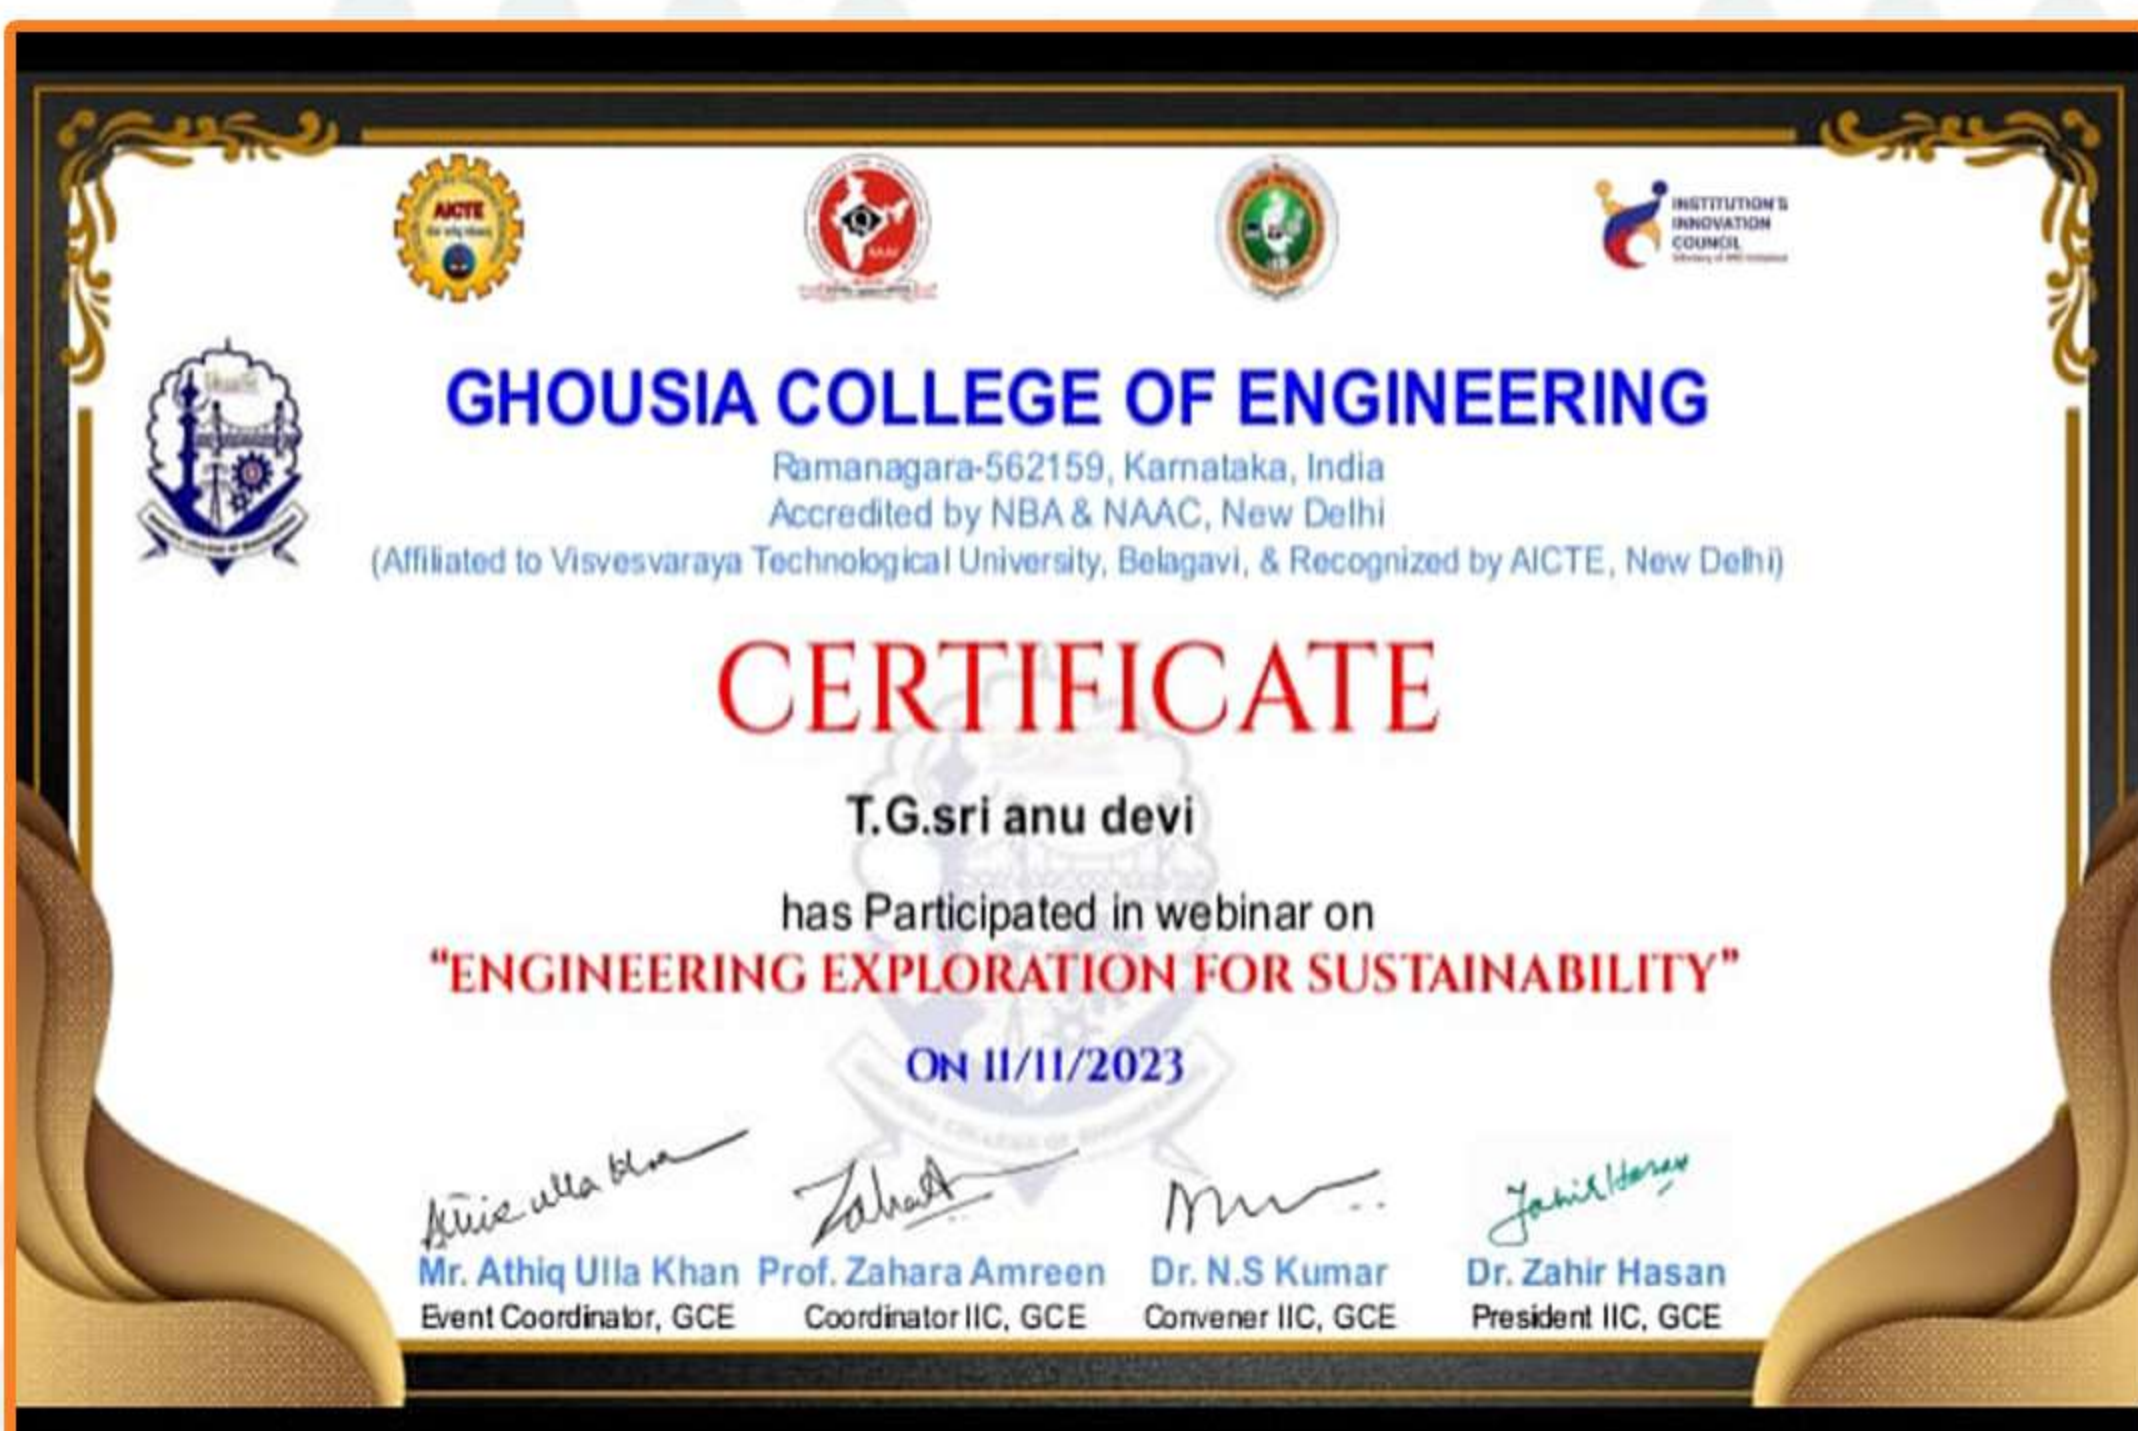 AICTE
INSTITUTION'S
INNOVATION
COUNCIL
GHOUSIA COLLEGE OF ENGINEERING
Ramanagara-562159, Karnataka, India
Accredited by NBA & NAAC, New Delhi
(Affiliated to Visvesvaraya Technological University, Belagavi, & Recognized by AICTE, New Delhi)
CERTIFICATE
T.G.sri anu devi
has Participated in webinar on
"ENGINEERING EXPLORATION FOR SUSTAINABILITY"
ON 11/11/2023
Mr. Athiq Ulla Khan Prof. Zahara Amreen Dr. N.S Kumar Dr. Zahir Hasan
Event Coordinator, GCE Coordinator IIC, GCE Convener IIC, GCE President IIC, GCE